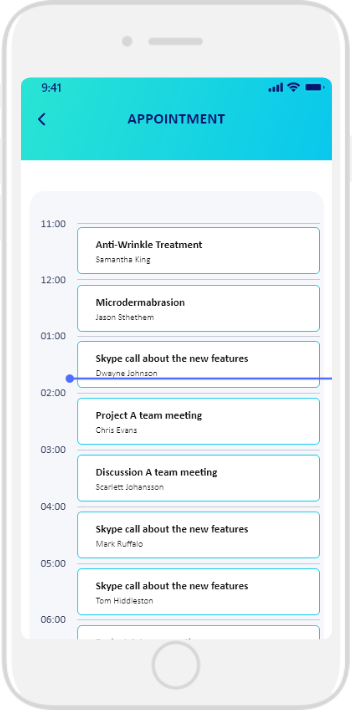 9:41
APPOINTMENT
11:00
Anti-Wrinkle Treatment
Samantha King
12:00
Microdermabrasion
Jason Sthethem
01:00
Skype call about the new features
Dwayne Johnson
02:00
Project A team meeting
Chris Evans
03:00
Discussion A team meeting
Scarlett Johansson
04:00
Skype call about the new features
Mark Ruffalo
05:00
Skype call about the new features
Tom Hiddleston
06:00